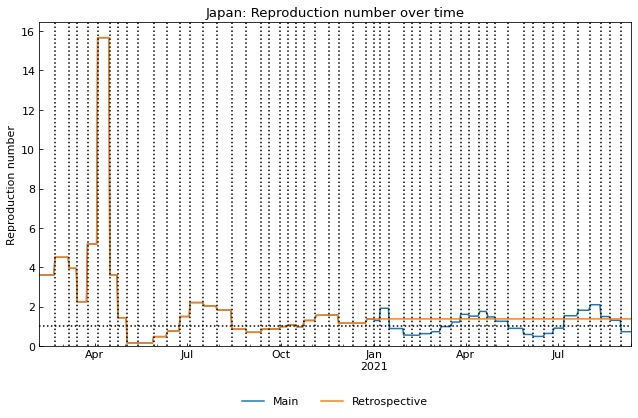 Japan: Reproduction number over time
Reproduction number
16
14
12
10
8
6
4
2
0
Apr Jul Oct Jan Apr Jul
2021
Main Retrospective